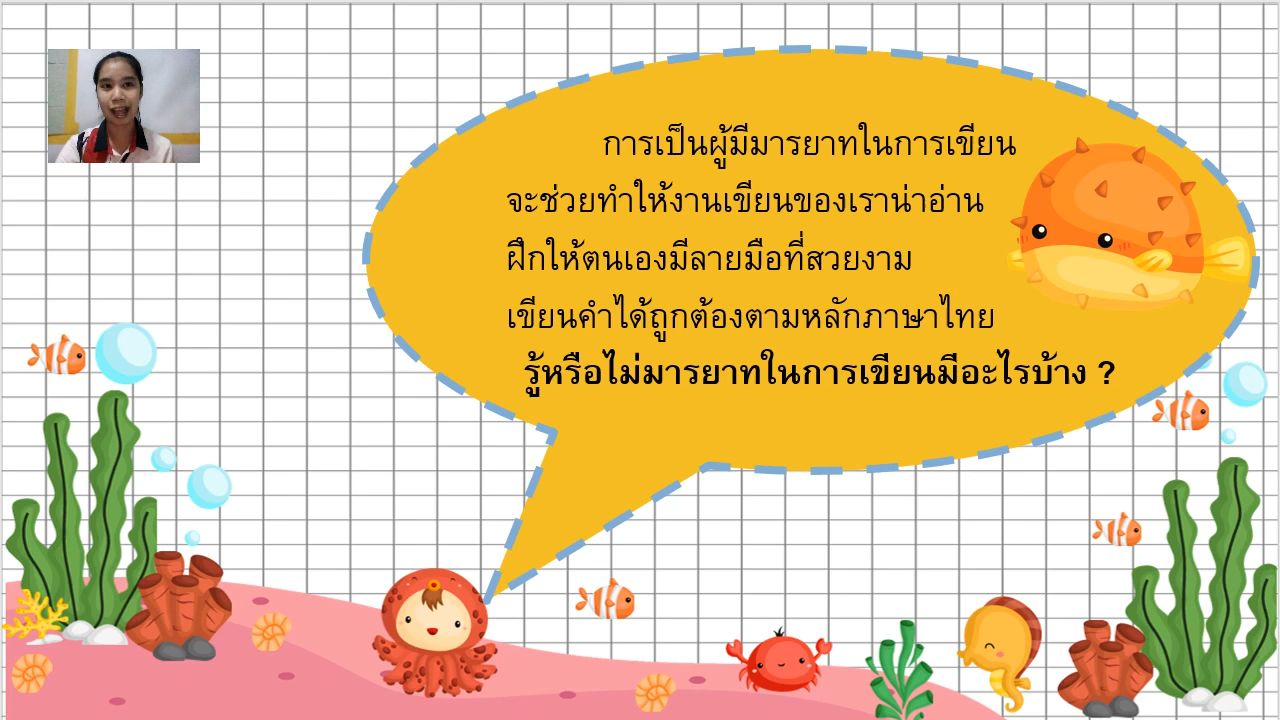 การเป็นผู้มีมารยาทในการเขียน
จะช่วยทำให้งานเขียนของเราน่าอ่าน
ฝึกให้ตนเองมีลายมือที่สวยงาม
เขียนคำได้ถูกต้องตามหลักภาษาไทย
รู้หรือไม่มารยาทในการเขียนมีอะไรบ้าง ?